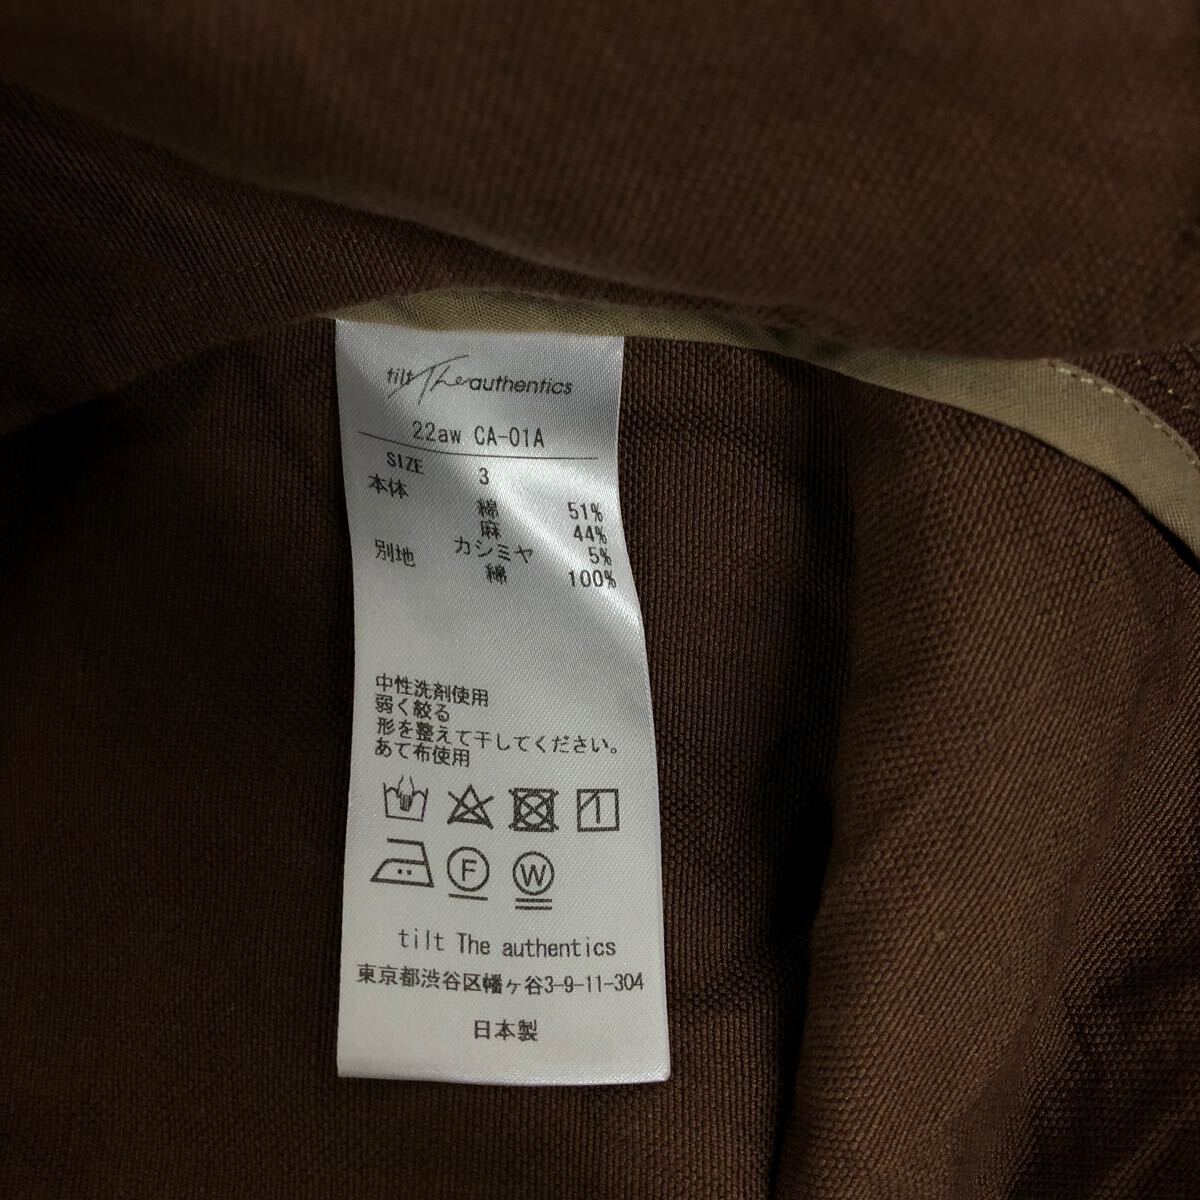 tilt The authentics
22aw CA-01A
SIZE 3
本体
綿 51%
麻 44%
カシミヤ 5%
別地 綿 100%
中性洗剤使用
弱く絞る
形を整えて干してください。
あて布使用
F W
tilt The authentics
東京都渋谷区幡ヶ谷3-9-11-304
日本製